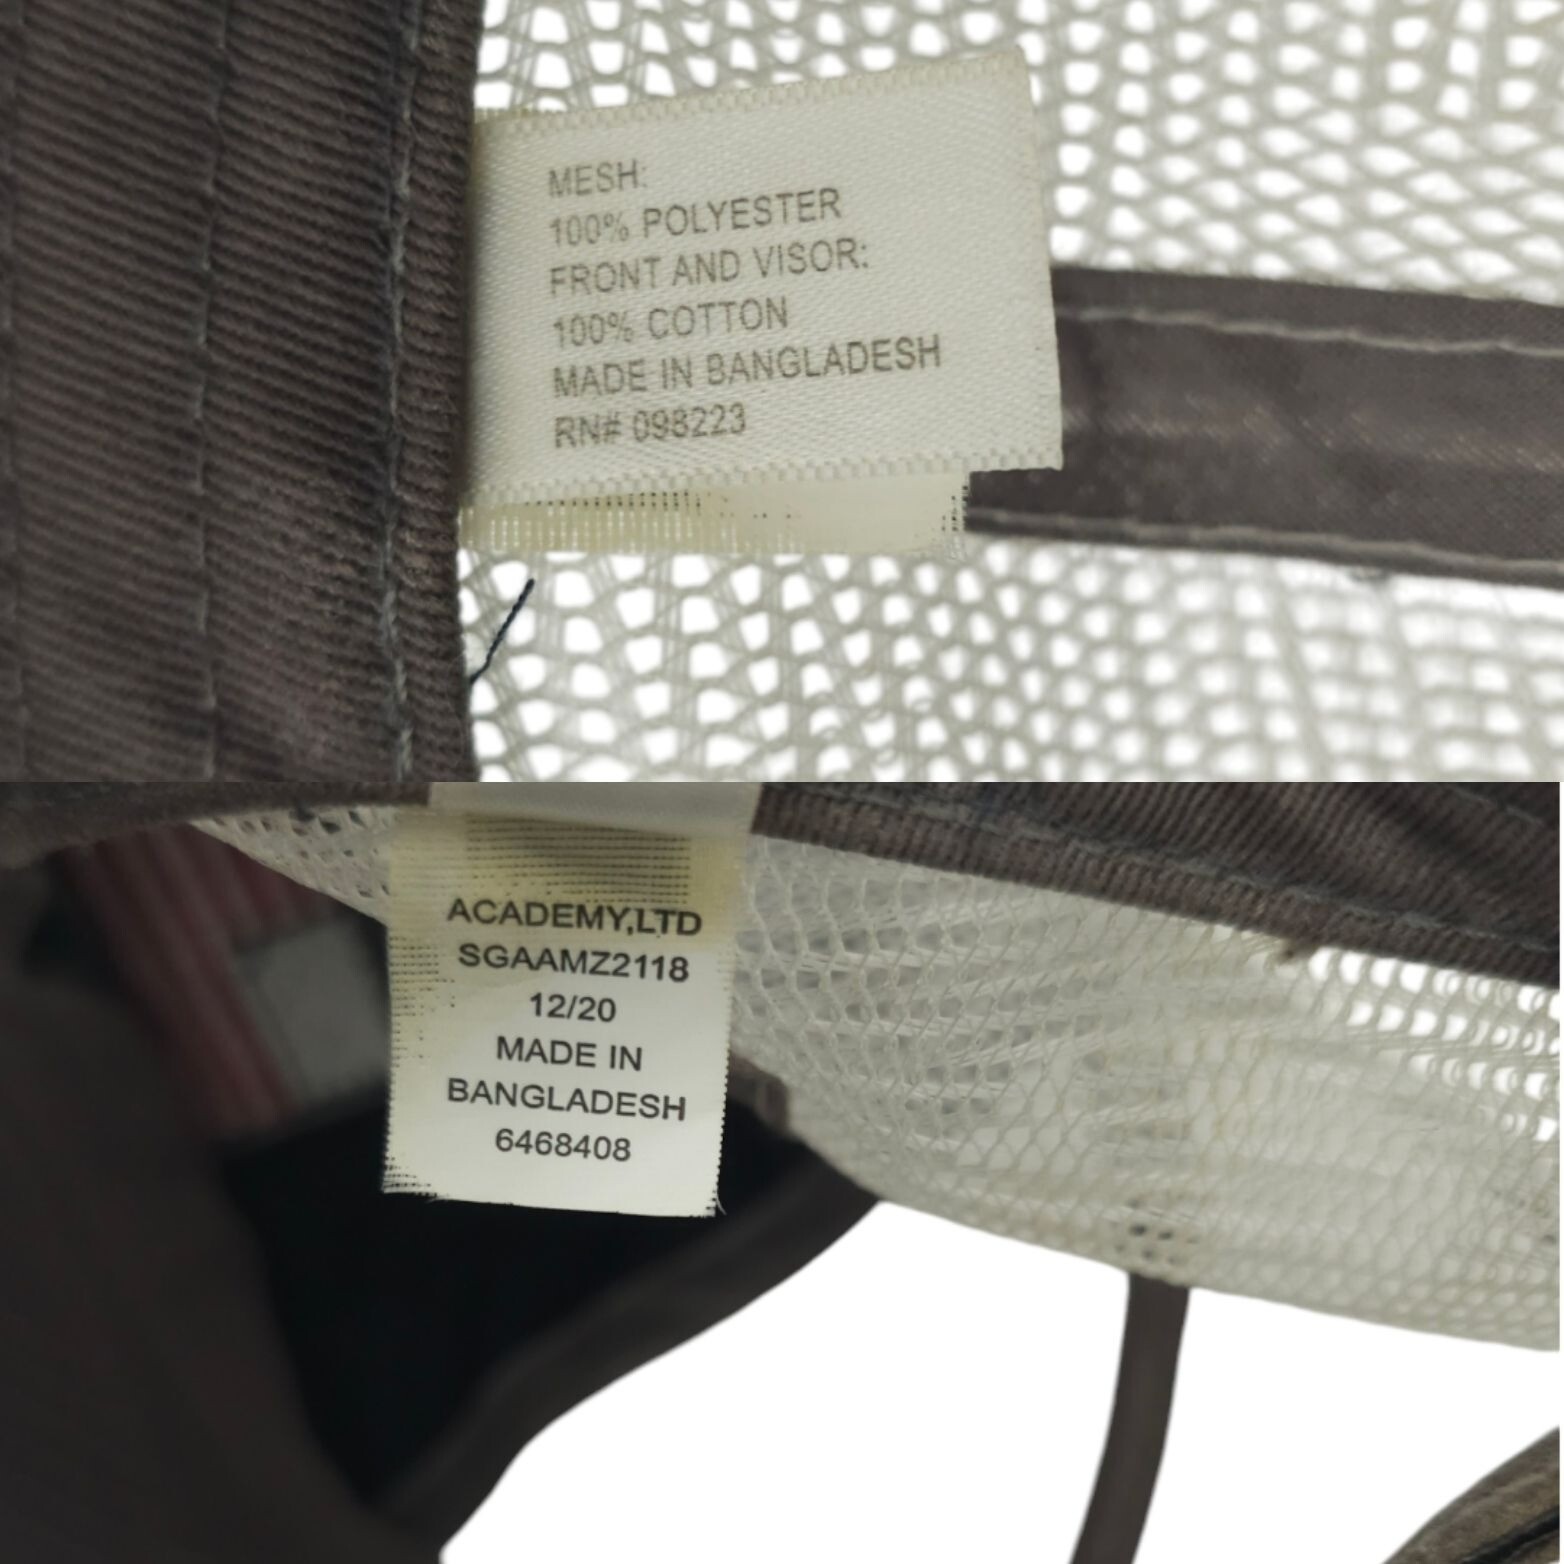 MESH:
100% POLYESTER
FRONT AND VISOR:
100% COTTON
MADE IN BANGLADESH
RN# 098223
ACADEMY,LTD
SGAAMZ2118
12/20
MADE IN
BANGLADESH
6468408